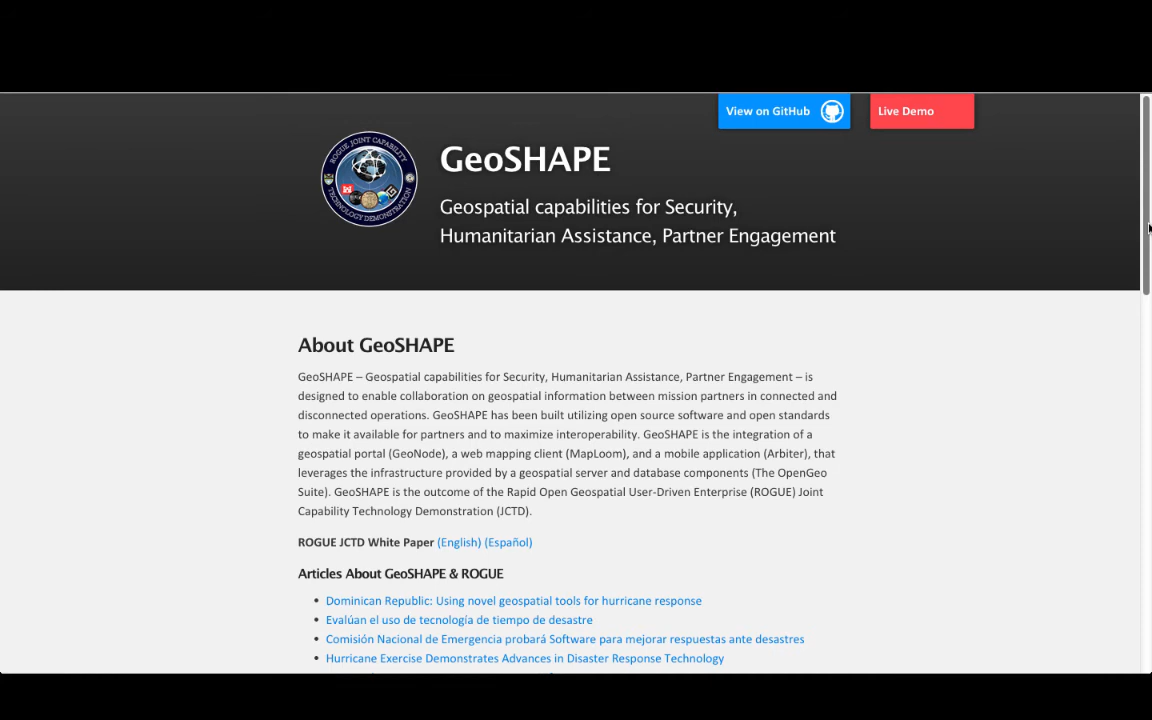 View on GitHub
Live Demo
ROGUE JOINT CAPABILITY
TECHNOLOGY DEMONSTRATION
GeoSHAPE
Geospatial capabilities for Security,
Humanitarian Assistance, Partner Engagement
About GeoSHAPE
GeoSHAPE – Geospatial capabilities for Security, Humanitarian Assistance, Partner Engagement – is
designed to enable collaboration on geospatial information between mission partners in connected and
disconnected operations. GeoSHAPE has been built utilizing open source software and open standards
to make it available for partners and to maximize interoperability. GeoSHAPE is the integration of a
geospatial portal (GeoNode), a web mapping client (MapLoom), and a mobile application (Arbiter), that
leverages the infrastructure provided by a geospatial server and database components (The OpenGeo
Suite). GeoSHAPE is the outcome of the Rapid Open Geospatial User-Driven Enterprise (ROGUE) Joint
Capability Technology Demonstration (JCTD).
ROGUE JCTD White Paper (English) (Español)
Articles About GeoSHAPE & ROGUE
• Dominican Republic: Using novel geospatial tools for hurricane response
• Evalúan el uso de tecnología de tiempo de desastre
• Comisión Nacional de Emergencia probará Software para mejorar respuestas ante desastres
• Hurricane Exercise Demonstrates Advances in Disaster Response Technology